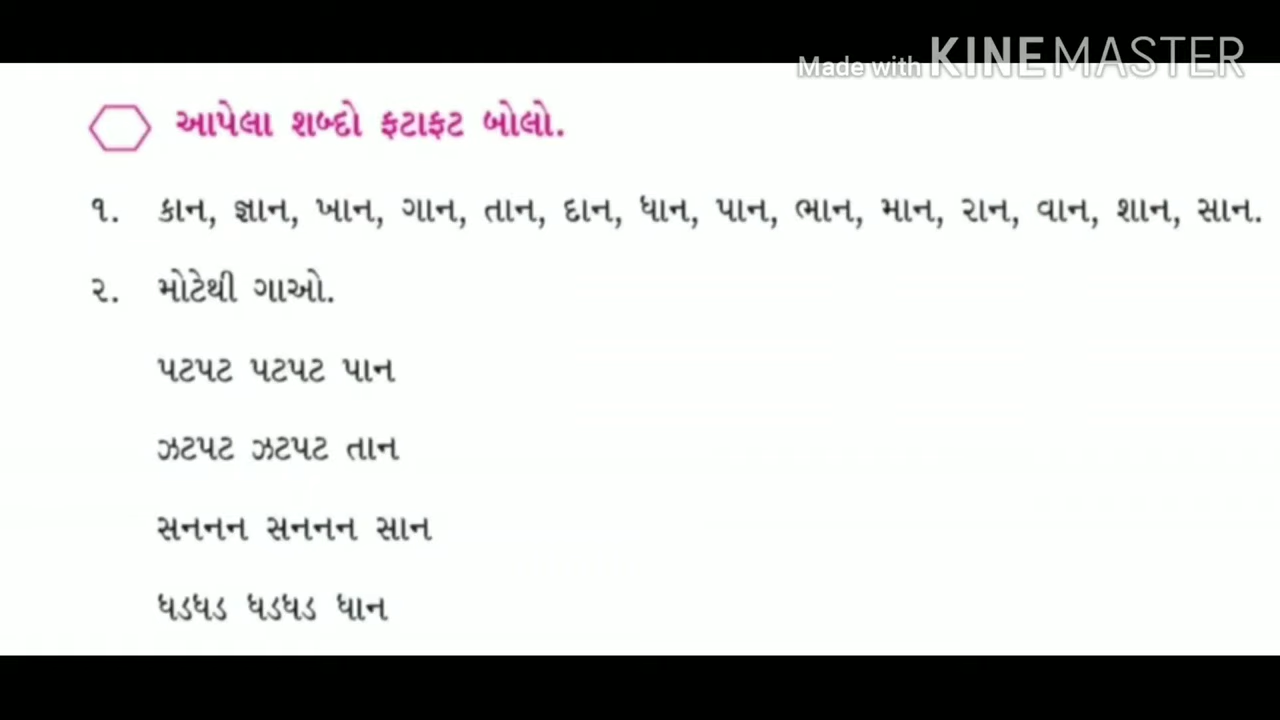 Made with KINEMASTER
આપેલા શબ્દો ફટાફટ બોલો.
૧. કાન, જ્ઞાન, ખાન, ગાન, તાન, દાન, ધાન, પાન, ભાન, માન, રાન, વાન, શાન, સાન.
૨. મોટેથી ગાઓ.
પટપટ પટપટ પાન
ઝટપટ ઝટપટ તાન
સનનન સનનન સાન
ધડધડ ધડધડ ધાન